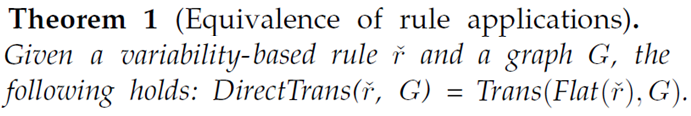 Theorem 1 (Equivalence of rule applications).
Given a variability-based rule ř and a graph G, the
following holds: DirectTrans(ř, G) = Trans(Flat(ř), G).